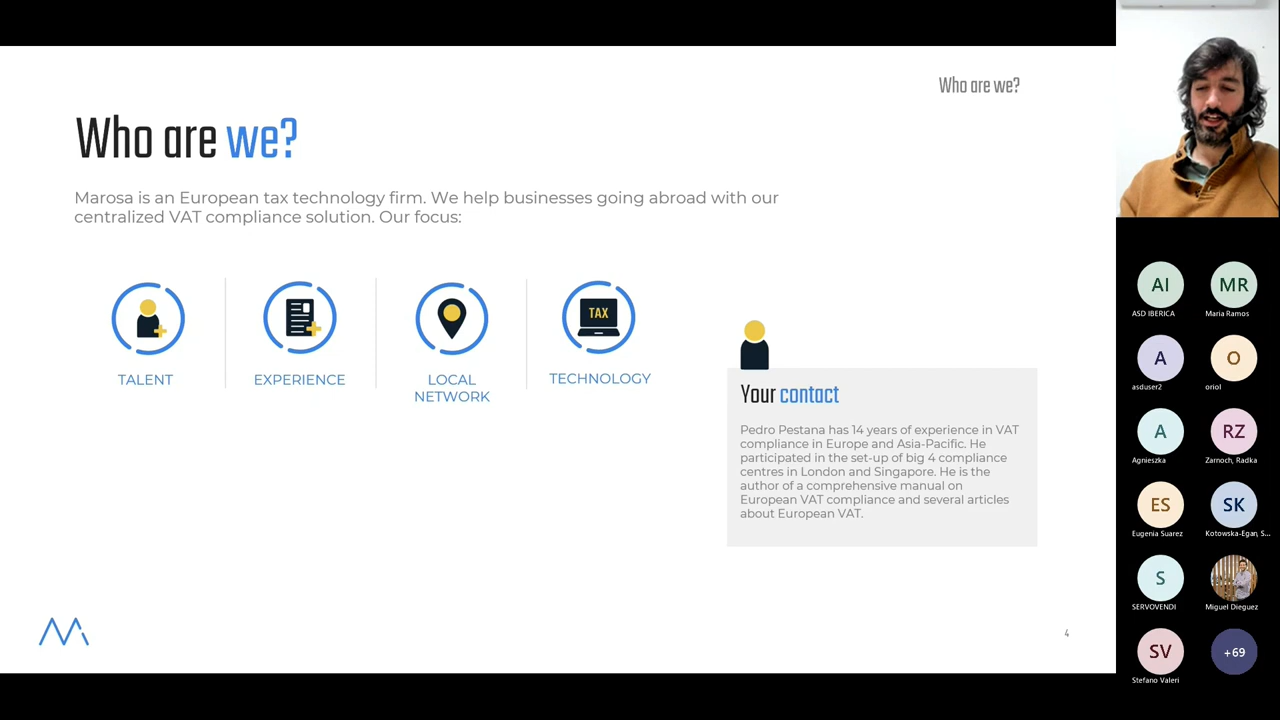 Who are we?
Who are we?
Marosa is an European tax technology firm. We help businesses going abroad with our
centralized VAT compliance solution. Our focus:
TALENT
EXPERIENCE
LOCAL
NETWORK
TAX
TECHNOLOGY
Your contact
Pedro Pestana has 14 years of experience in VAT
compliance in Europe and Asia-Pacific. He
participated in the set-up of big 4 compliance
centres in London and Singapore. He is the
author of a comprehensive manual on
European VAT compliance and several articles
about European VAT.
4
AI
ASD IBERICA
MR
Maria Ramos
A
asduser2
O
oriol
A
Agnieszka
RZ
Zarnoch, Radka
ES
Eugenia Suarez
SK
Kotowska-Egan, S...
S
SERVOVENDI
Miguel Dieguez
SV
Stefano Valeri
+69